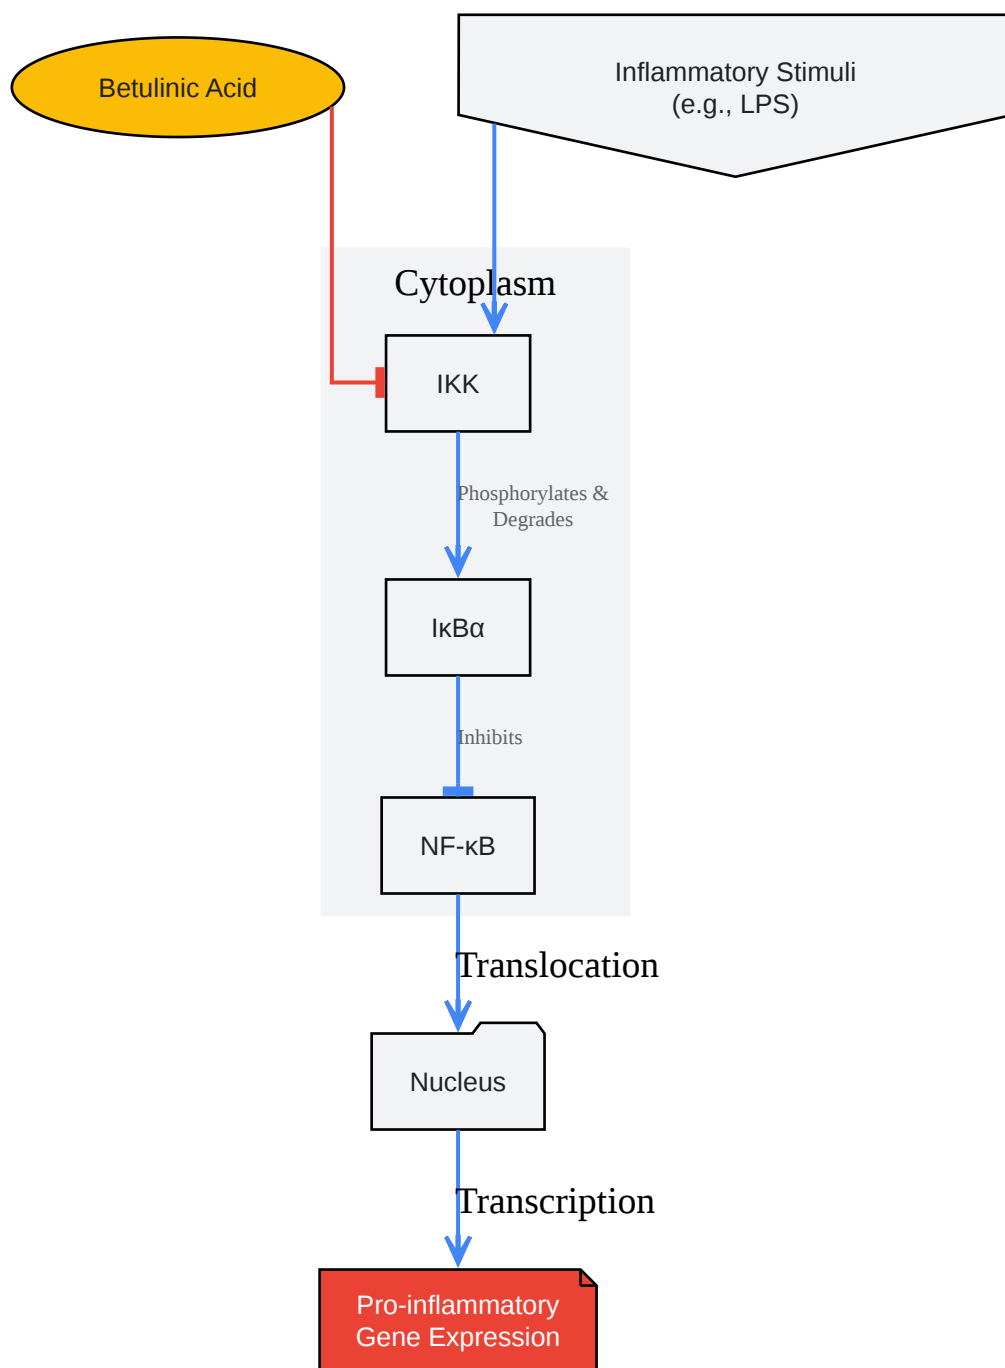 Betulinic Acid
Inflammatory Stimuli
(e.g., LPS)
Cytoplasm
IKK
Phosphorylates &
Degrades
IκBα
Inhibits
NF-κB
Translocation
Nucleus
Transcription
Pro-inflammatory
Gene Expression